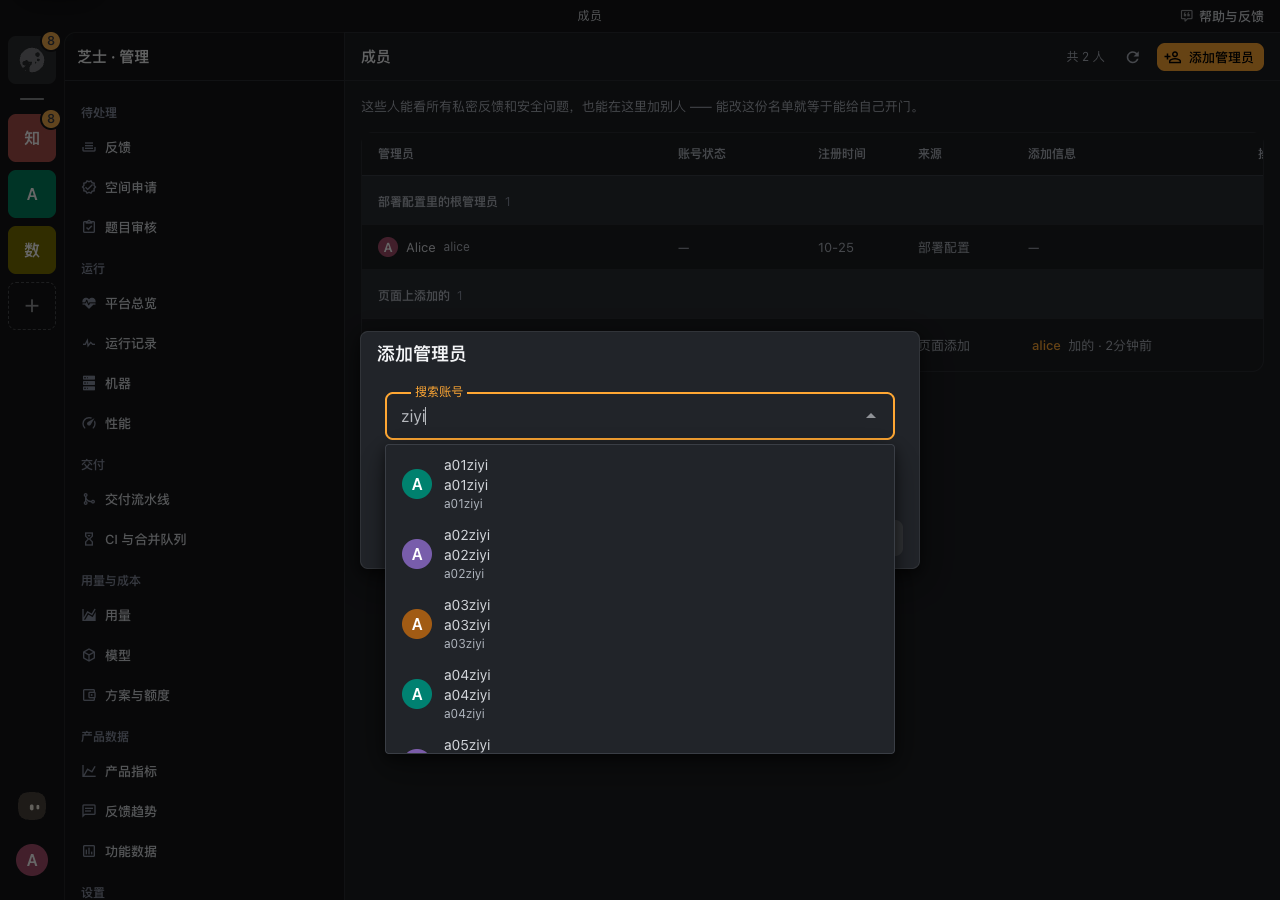 成员
帮助与反馈
8
知
8
A
数
A
芝士 · 管理
待处理
反馈
空间申请
题目审核
运行
平台总览
运行记录
机器
性能
交付
交付流水线
CI 与合并队列
用量与成本
用量
模型
方案与额度
产品数据
产品指标
反馈趋势
功能数据
设置
成员
共 2 人
添加管理员
这些人能看所有私密反馈和安全问题，也能在这里加别人 —— 能改这份名单就等于能给自己开门。
管理员 账号状态 注册时间 来源 添加信息
部署配置里的根管理员 1
A Alice alice — 10-25 部署配置 —
页面上添加的 1
页面添加 alice 加的 · 2分钟前
添加管理员
搜索账号
ziyi
A
a01ziyi
a01ziyi
a01ziyi
A
a02ziyi
a02ziyi
a02ziyi
A
a03ziyi
a03ziyi
a03ziyi
A
a04ziyi
a04ziyi
a04ziyi
a05ziyi